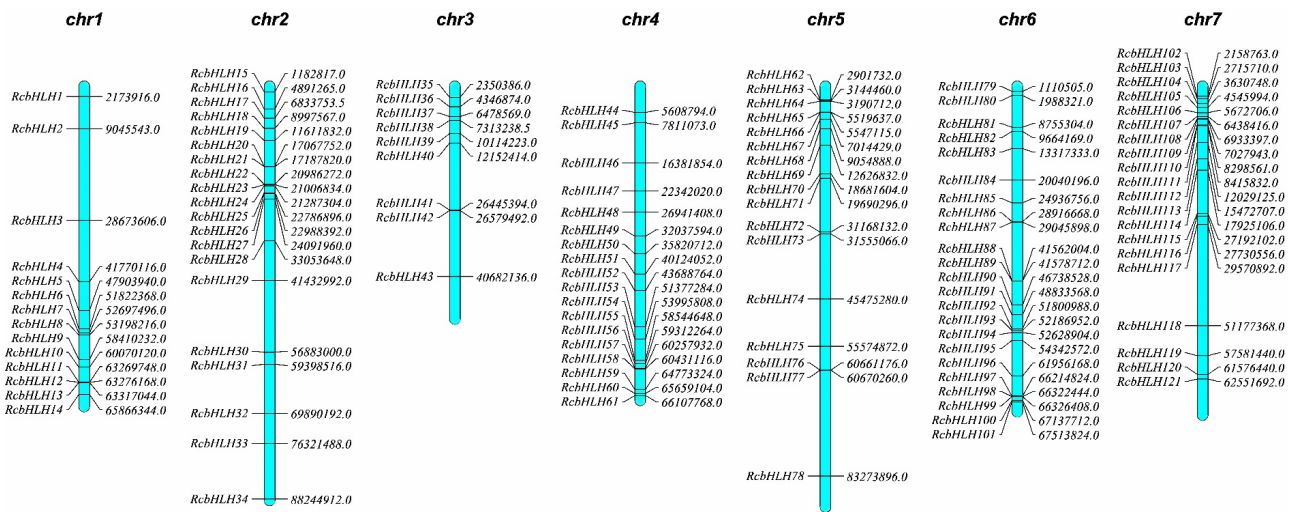 chr1
RcbHLH1 2173916.0
RcbHLH2 9045543.0
RcbHLH3 28673606.0
RcbHLH4 41770116.0
RcbHLH5 47903940.0
RcbHLH6 51822368.0
RcbHLH7 52697496.0
RcbHLH8 53198216.0
RcbHLH9 58410232.0
RcbHLH10 60070120.0
RcbHLH11 63269748.0
RcbHLH12 63276168.0
RcbHLH13 63317044.0
RcbHLH14 65866344.0
chr2
RcbHLH15 1182817.0
RcbHLH16 4891265.0
RcbHLH17 6833753.5
RcbHLH18 8997567.0
RcbHLH19 11611832.0
RcbHLH20 17067752.0
RcbHLH21 17187820.0
RcbHLH22 20986272.0
RcbHLH23 21006834.0
RcbHLH24 21287304.0
RcbHLH25 22786896.0
RcbHLH26 22988392.0
RcbHLH27 24091960.0
RcbHLH28 33053648.0
RcbHLH29 41432992.0
RcbHLH30 56883000.0
RcbHLH31 59398516.0
RcbHLH32 69890192.0
RcbHLH33 76321488.0
RcbHLH34 88244912.0
chr3
RcbHLH35 2350386.0
RcbHLH36 4346874.0
RcbHLH37 6478569.0
RcbHLH38 7313238.5
RcbHLH39 10114223.0
RcbHLH40 12152414.0
RcbHLH41 26445394.0
RcbHLH42 26579492.0
RcbHLH43 40682136.0
chr4
RcbHLH44 5608794.0
RcbHLH45 7811073.0
RcbHLH46 16381854.0
RcbHLH47 22342020.0
RcbHLH48 26941408.0
RcbHLH49 32037594.0
RcbHLH50 35820712.0
RcbHLH51 40124052.0
RcbHLH52 43688764.0
RcbHLH53 51377284.0
RcbHLH54 53995808.0
RcbHLH55 58544648.0
RcbHLH56 59312264.0
RcbHLH57 60257932.0
RcbHLH58 60431116.0
RcbHLH59 64773324.0
RcbHLH60 65659104.0
RcbHLH61 66107768.0
chr5
RcbHLH62 2901732.0
RcbHLH63 3144460.0
RcbHLH64 3190712.0
RcbHLH65 5519637.0
RcbHLH66 5547115.0
RcbHLH67 7014429.0
RcbHLH68 9054888.0
RcbHLH69 12626832.0
RcbHLH70 18681604.0
RcbHLH71 19690296.0
RcbHLH72 31168132.0
RcbHLH73 31555066.0
RcbHLH74 45475280.0
RcbHLH75 55574872.0
RcbHLH76 60661176.0
RcbHLH77 60670260.0
RcbHLH78 83273896.0
chr6
RcbHLH79 1110505.0
RcbHLH80 1988321.0
RcbHLH81 8755304.0
RcbHLH82 9664169.0
RcbHLH83 13317333.0
RcbHLH84 20040196.0
RcbHLH85 24936756.0
RcbHLH86 28916668.0
RcbHLH87 29045898.0
RcbHLH88 41562004.0
RcbHLH89 41578712.0
RcbHLH90 46738528.0
RcbHLH91 48833568.0
RcbHLH92 51800988.0
RcbHLH93 52186952.0
RcbHLH94 52628904.0
RcbHLH95 54342572.0
RcbHLH96 61956168.0
RcbHLH97 66214824.0
RcbHLH98 66322444.0
RcbHLH99 66326408.0
RcbHLH100 67137712.0
RcbHLH101 67513824.0
chr7
RcbHLH102 2158763.0
RcbHLH103 2715710.0
RcbHLH104 3630748.0
RcbHLH105 4545994.0
RcbHLH106 5672706.0
RcbHLH107 6438416.0
RcbHLH108 6933397.0
RcbHLH109 7027943.0
RcbHLH110 8298561.0
RcbHLH111 8415832.0
RcbHLH112 12029125.0
RcbHLH113 15472707.0
RcbHLH114 17925106.0
RcbHLH115 27192102.0
RcbHLH116 27730556.0
RcbHLH117 29570892.0
RcbHLH118 51177368.0
RcbHLH119 57581440.0
RcbHLH120 61576440.0
RcbHLH121 62551692.0